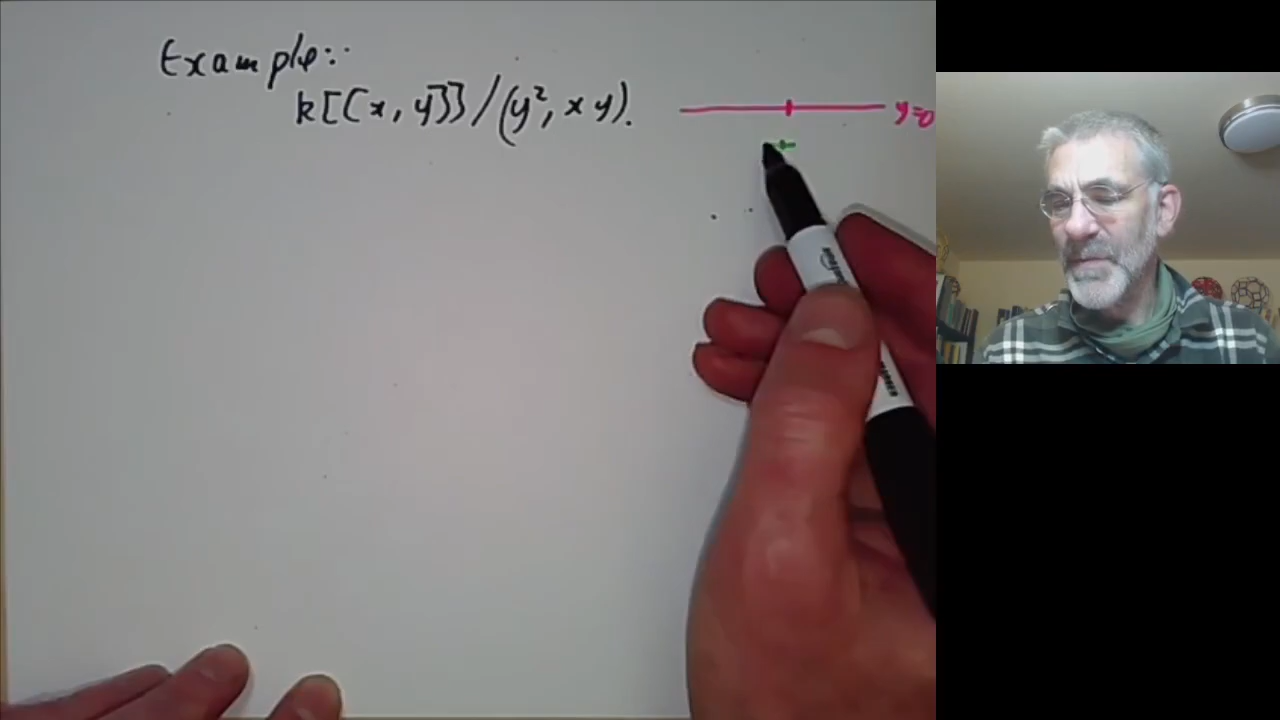 Example:
k[[x, y]] / (y², xy).
y=0